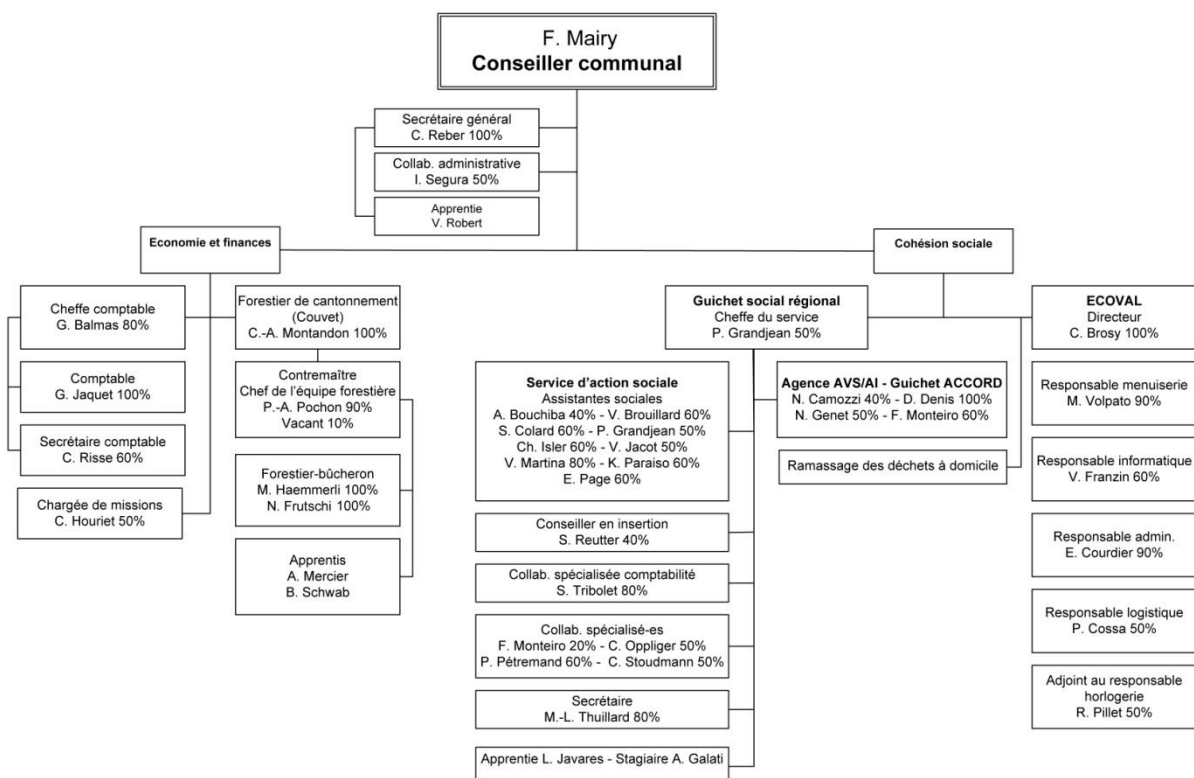 F. Mairy
Conseiller communal
Secrétaire général
C. Reber 100%
Collab. administrative
I. Segura 50%
Apprentie
V. Robert
Economie et finances
Cohésion sociale
Cheffe comptable
G. Balmas 80%
Comptable
G. Jaquet 100%
Secrétaire comptable
C. Risse 60%
Chargée de missions
C. Houriet 50%
Forestier de cantonnement
(Couvet)
C.-A. Montandon 100%
Contremaître
Chef de l'équipe forestière
P.-A. Pochon 90%
Vacant 10%
Forestier-bûcheron
M. Haemmerli 100%
N. Frutschi 100%
Apprentis
A. Mercier
B. Schwab
Guichet social régional
Cheffe du service
P. Grandjean 50%
Service d'action sociale
Assistantes sociales
A. Bouchiba 40% - V. Brouillard 60%
S. Colard 60% - P. Grandjean 50%
Ch. Isler 60% - V. Jacot 50%
V. Martina 80% - K. Paraiso 60%
E. Page 60%
Conseiller en insertion
S. Reutter 40%
Collab. spécialisée comptabilité
S. Tribolet 80%
Collab. spécialisé-es
F. Monteiro 20% - C. Oppliger 50%
P. Pétremand 60% - C. Stoudmann 50%
Secrétaire
M.-L. Thuillard 80%
Apprentie L. Javares - Stagiaire A. Galati
Agence AVS/AI - Guichet ACCORD
N. Camozzi 40% - D. Denis 100%
N. Genet 50% - F. Monteiro 60%
Ramassage des déchets à domicile
ECOVAL
Directeur
C. Brosy 100%
Responsable menuiserie
M. Volpato 90%
Responsable informatique
V. Franzin 60%
Responsable admin.
E. Courdier 90%
Responsable logistique
P. Cossa 50%
Adjoint au responsable
horlogerie
R. Pillet 50%